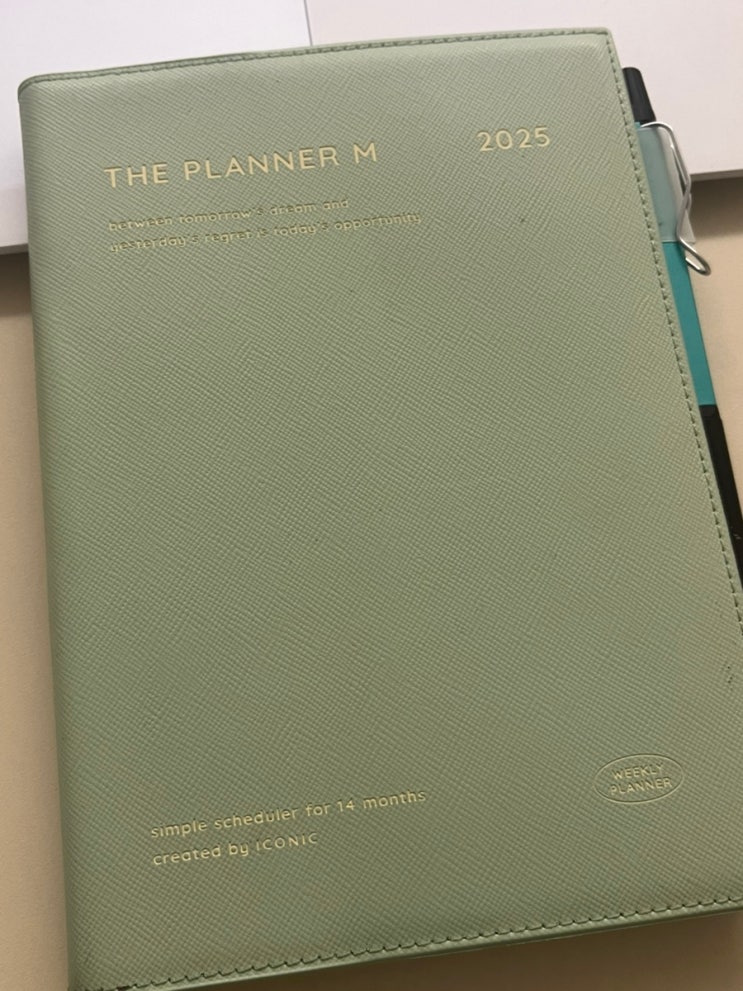 THE PLANNER M
2025
between tomorrow's dream and
yesterday's regret is today's opportunity
simple scheduler for 14 months
created by ICONIC
WEEKLY
PLANNER